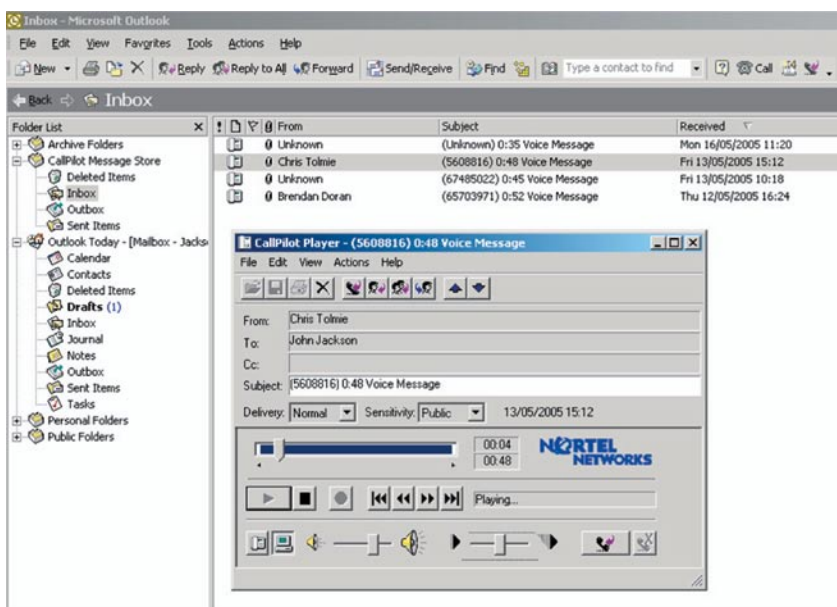 Inbox - Microsoft Outlook
File Edit View Favorites Tools Actions Help
New Reply Reply to All Forward Send/Receive Find Type a contact to find Call
Back Inbox
Folder List
Archive Folders
CallPilot Message Store
Deleted Items
Inbox
Outbox
Sent Items
Outlook Today - [Mailbox - Jackso
Calendar
Contacts
Deleted Items
Drafts (1)
Inbox
Journal
Notes
Outbox
Sent Items
Tasks
Personal Folders
Public Folders
! From Subject Received
Unknown (Unknown) 0:35 Voice Message Mon 16/05/2005 11:20
Chris Tolmie (5608816) 0:48 Voice Message Fri 13/05/2005 15:12
Unknown (67485022) 0:45 Voice Message Fri 13/05/2005 10:18
Brendan Doran (65703971) 0:52 Voice Message Thu 12/05/2005 16:24
CallPilot Player - (5608816) 0:48 Voice Message
File Edit View Actions Help
From: Chris Tolmie
To: John Jackson
Cc:
Subject: (5608816) 0:48 Voice Message
Delivery: Normal Sensitivity: Public 13/05/2005 15:12
00:04
00:48
NORTEL
NETWORKS
Playing...